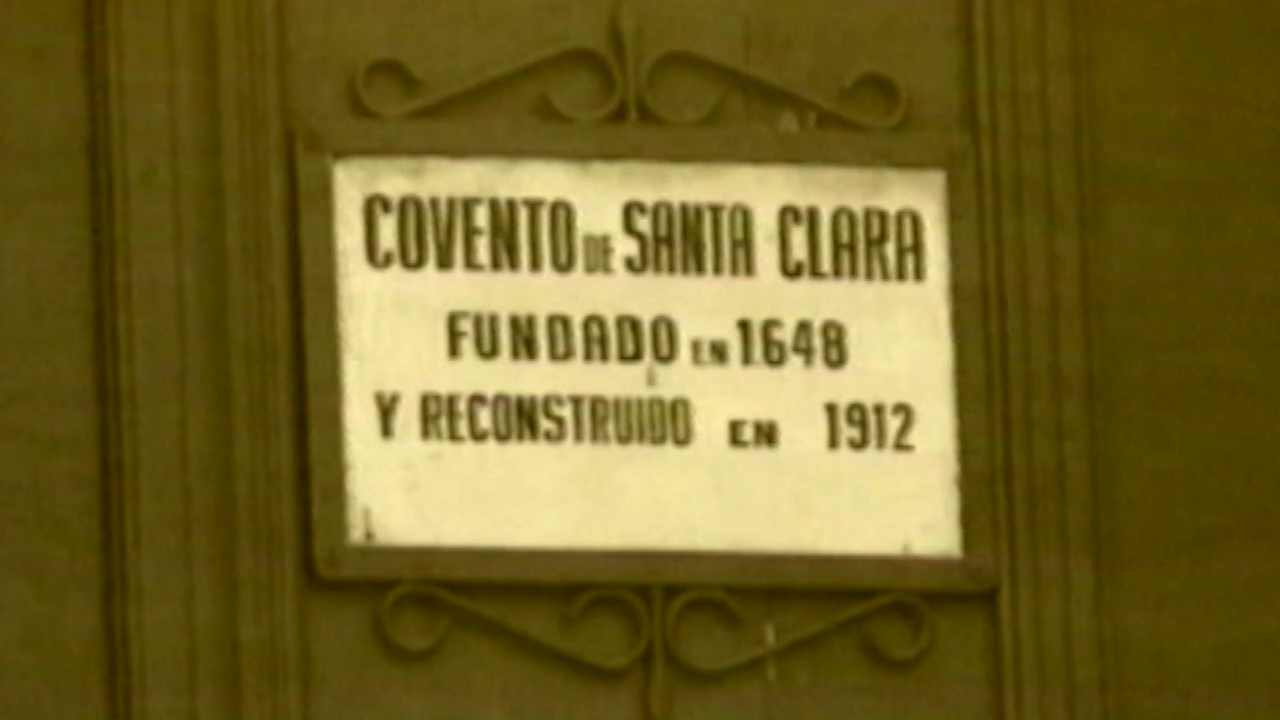 COVENTO DE SANTA CLARA
FUNDADO EN 1648
Y RECONSTRUIDO EN 1912